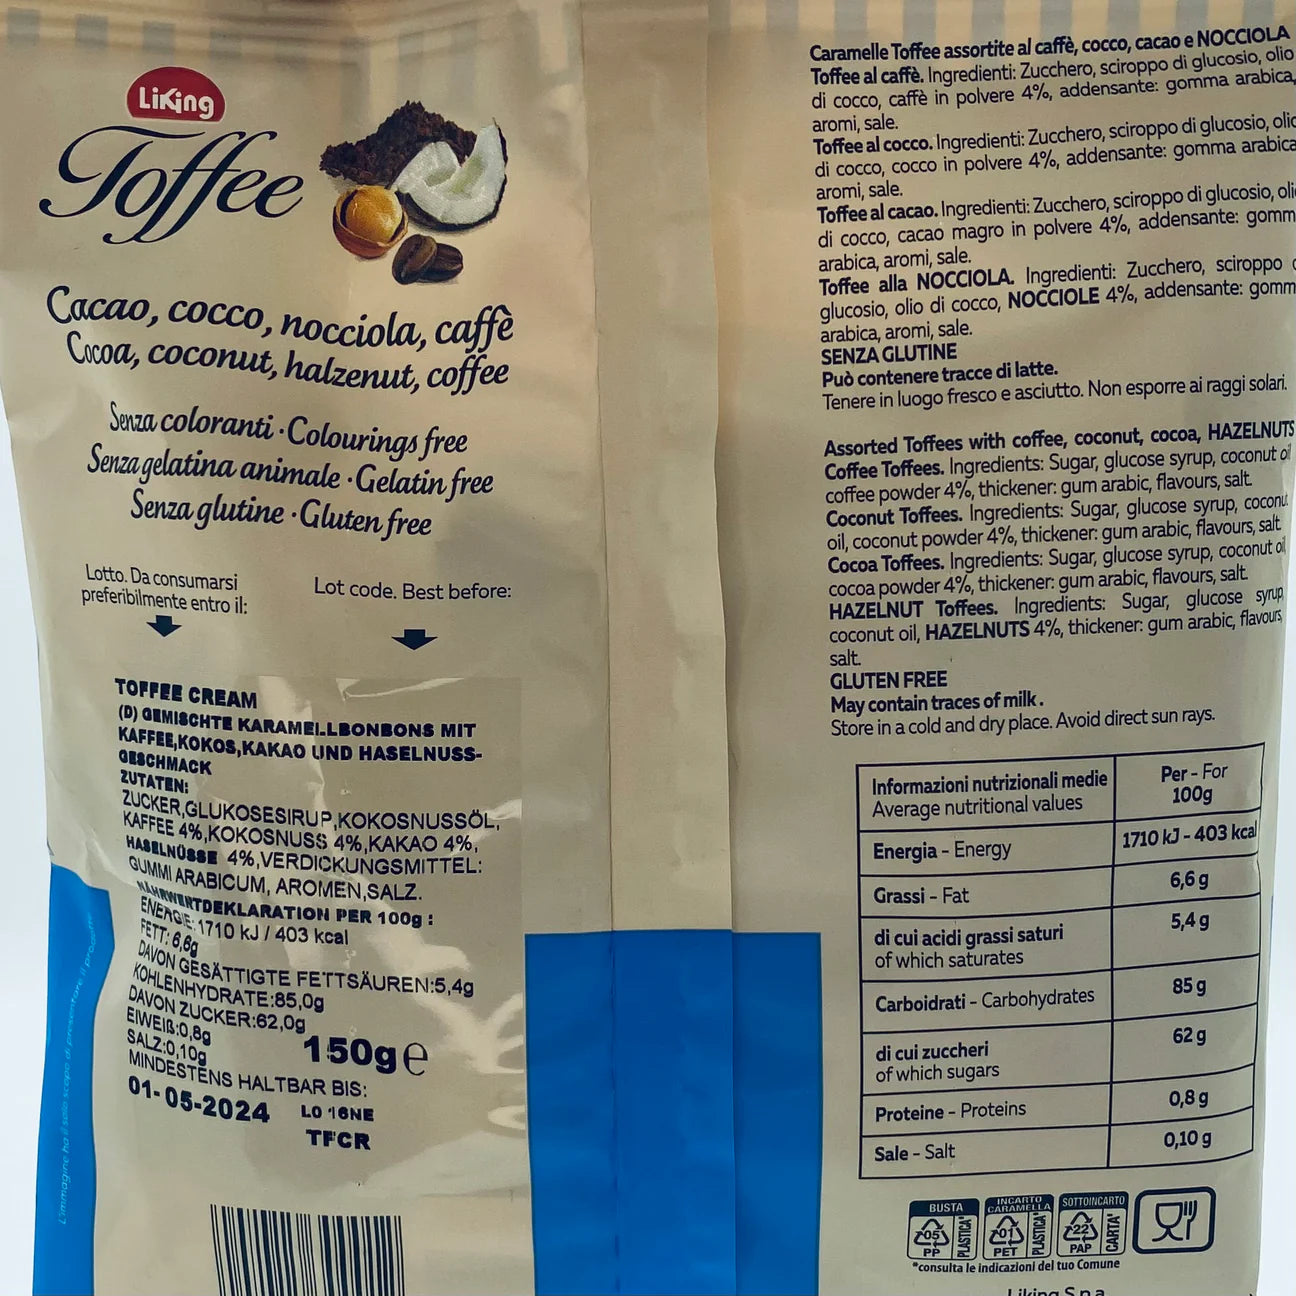 LiKing
Toffee
Cacao, cocco, nocciola, caffè
Cocoa, coconut, halzenut, coffee
Senza coloranti · Colourings free
Senza gelatina animale · Gelatin free
Senza glutine · Gluten free
Lotto. Da consumarsi
preferibilmente entro il:
Lot code. Best before:
TOFFEE CREAM
(D) GEMISCHTE KARAMELLBONBONS MIT
KAFFEE,KOKOS,KAKAO UND HASELNUSS-
GESCHMACK
ZUTATEN:
ZUCKER,GLUKOSESIRUP,KOKOSNUSSÖL,
KAFFEE 4%,KOKOSNUSS 4%,KAKAO 4%,
HASELNÜSSE 4%,VERDICKUNGSMITTEL:
GUMMI ARABICUM, AROMEN,SALZ.
NÄHRWERTDEKLARATION PER 100g :
ENERGIE: 1710 kJ / 403 kcal
FETT: 6,6g
DAVON GESÄTTIGTE FETTSÄUREN:5,4g
KOHLENHYDRATE:85,0g
DAVON ZUCKER:62,0g
EIWEIß:0,8g
SALZ:0,10g
150g e
MINDESTENS HALTBAR BIS:
01-05-2024 L0 16NE
TFCR
L'immagine ha il solo scopo di presentare il prodotto
Caramelle Toffee assortite al caffè, cocco, cacao e NOCCIOLA
Toffee al caffè. Ingredienti: Zucchero, sciroppo di glucosio, olio
di cocco, caffè in polvere 4%, addensante: gomma arabica,
aromi, sale.
Toffee al cocco. Ingredienti: Zucchero, sciroppo di glucosio, olio
di cocco, cocco in polvere 4%, addensante: gomma arabica
aromi, sale.
Toffee al cacao. Ingredienti: Zucchero, sciroppo di glucosio, oli
di cocco, cacao magro in polvere 4%, addensante: gomm
arabica, aromi, sale.
Toffee alla NOCCIOLA. Ingredienti: Zucchero, sciroppo
glucosio, olio di cocco, NOCCIOLE 4%, addensante: gomm
arabica, aromi, sale.
SENZA GLUTINE
Può contenere tracce di latte.
Tenere in luogo fresco e asciutto. Non esporre ai raggi solari.
Assorted Toffees with coffee, coconut, cocoa, HAZELNUTS
Coffee Toffees. Ingredients: Sugar, glucose syrup, coconut oil
coffee powder 4%, thickener: gum arabic, flavours, salt.
Coconut Toffees. Ingredients: Sugar, glucose syrup, coconut
oil, coconut powder 4%, thickener: gum arabic, flavours, salt
Cocoa Toffees. Ingredients: Sugar, glucose syrup, coconut oil,
cocoa powder 4%, thickener: gum arabic, flavours, salt.
HAZELNUT Toffees. Ingredients: Sugar, glucose syrup,
coconut oil, HAZELNUTS 4%, thickener: gum arabic, flavours,
salt.
GLUTEN FREE
May contain traces of milk.
Store in a cold and dry place. Avoid direct sun rays.
Informazioni nutrizionali medie Per - For
Average nutritional values 100g
Energia - Energy 1710 kJ - 403 kcal
Grassi - Fat 6,6 g
di cui acidi grassi saturi 5,4 g
of which saturates
Carboidrati - Carbohydrates 85 g
di cui zuccheri 62 g
of which sugars
Proteine - Proteins 0,8 g
Sale - Salt 0,10 g
BUSTA
05
PP
PLASTICA*
INCARTO
CARAMELLA
01
PET
PLASTICA*
SOTTOINCARTO
22
PAP
CARTA*
*consulta le indicazioni del tuo Comune
Liking S.p.a.